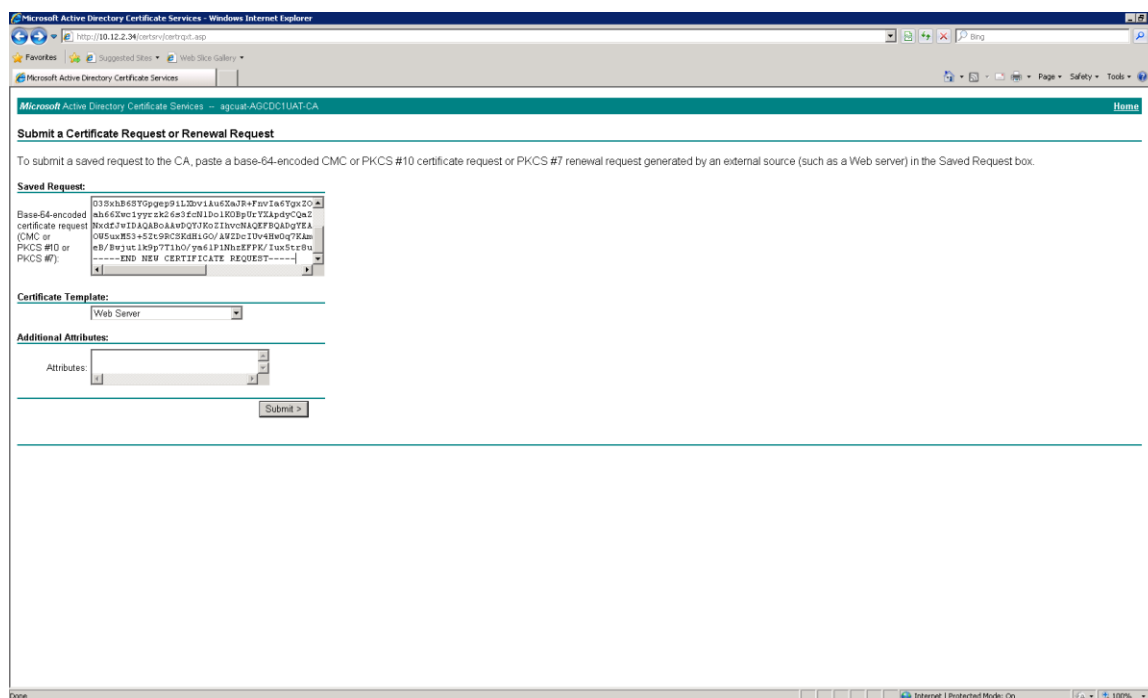 Microsoft Active Directory Certificate Services - Windows Internet Explorer
http://10.12.2.34/certsrv/certrqxt.asp
Bing
Favorites Suggested Sites Web Slice Gallery
Microsoft Active Directory Certificate Services
Page Safety Tools
Microsoft Active Directory Certificate Services -- agcuat-AGCDC1UAT-CA Home
Submit a Certificate Request or Renewal Request
To submit a saved request to the CA, paste a base-64-encoded CMC or PKCS #10 certificate request or PKCS #7 renewal request generated by an external source (such as a Web server) in the Saved Request box.
Saved Request:
Base-64-encoded
certificate request
(CMC or
PKCS #10 or
PKCS #7):
-----END NEW CERTIFICATE REQUEST-----
Certificate Template:
Web Server
Additional Attributes:
Attributes:
Submit >
Done
Internet | Protected Mode: On
100%